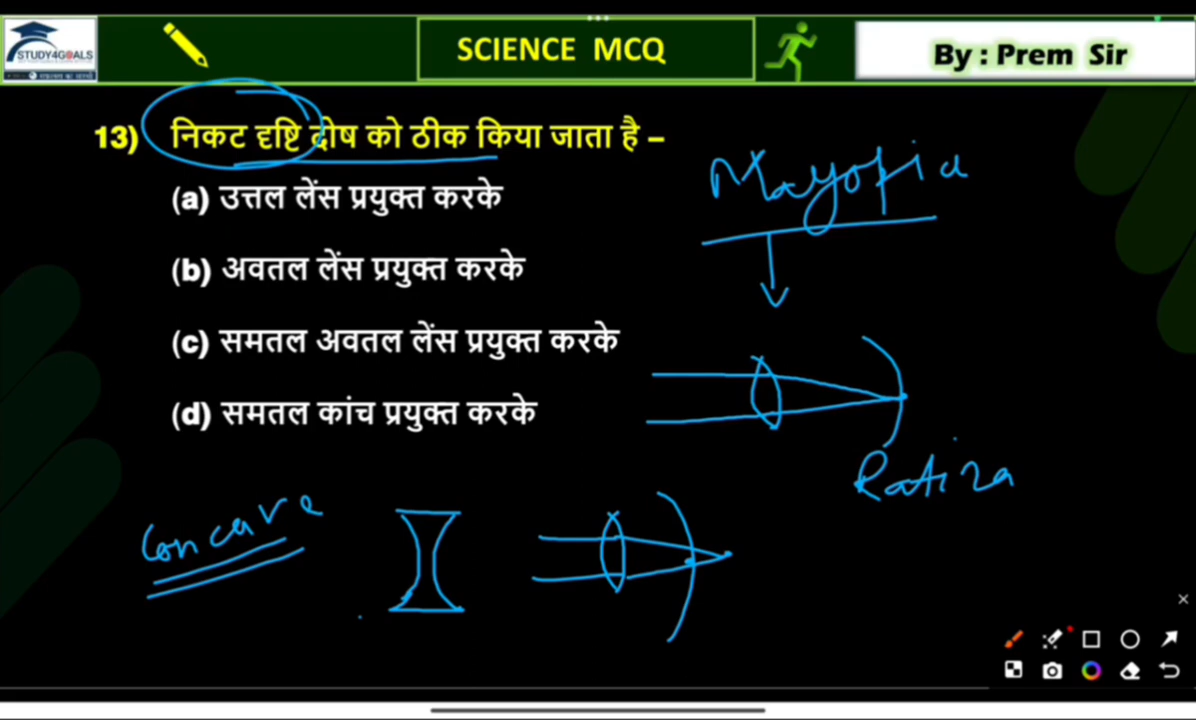 STUDY4GOALS
SCIENCE MCQ
By : Prem Sir
13) निकट दृष्टि दोष को ठीक किया जाता है –
(a) उत्तल लेंस प्रयुक्त करके
(b) अवतल लेंस प्रयुक्त करके
(c) समतल अवतल लेंस प्रयुक्त करके
(d) समतल कांच प्रयुक्त करके
Mayopia
Ratina
Concave